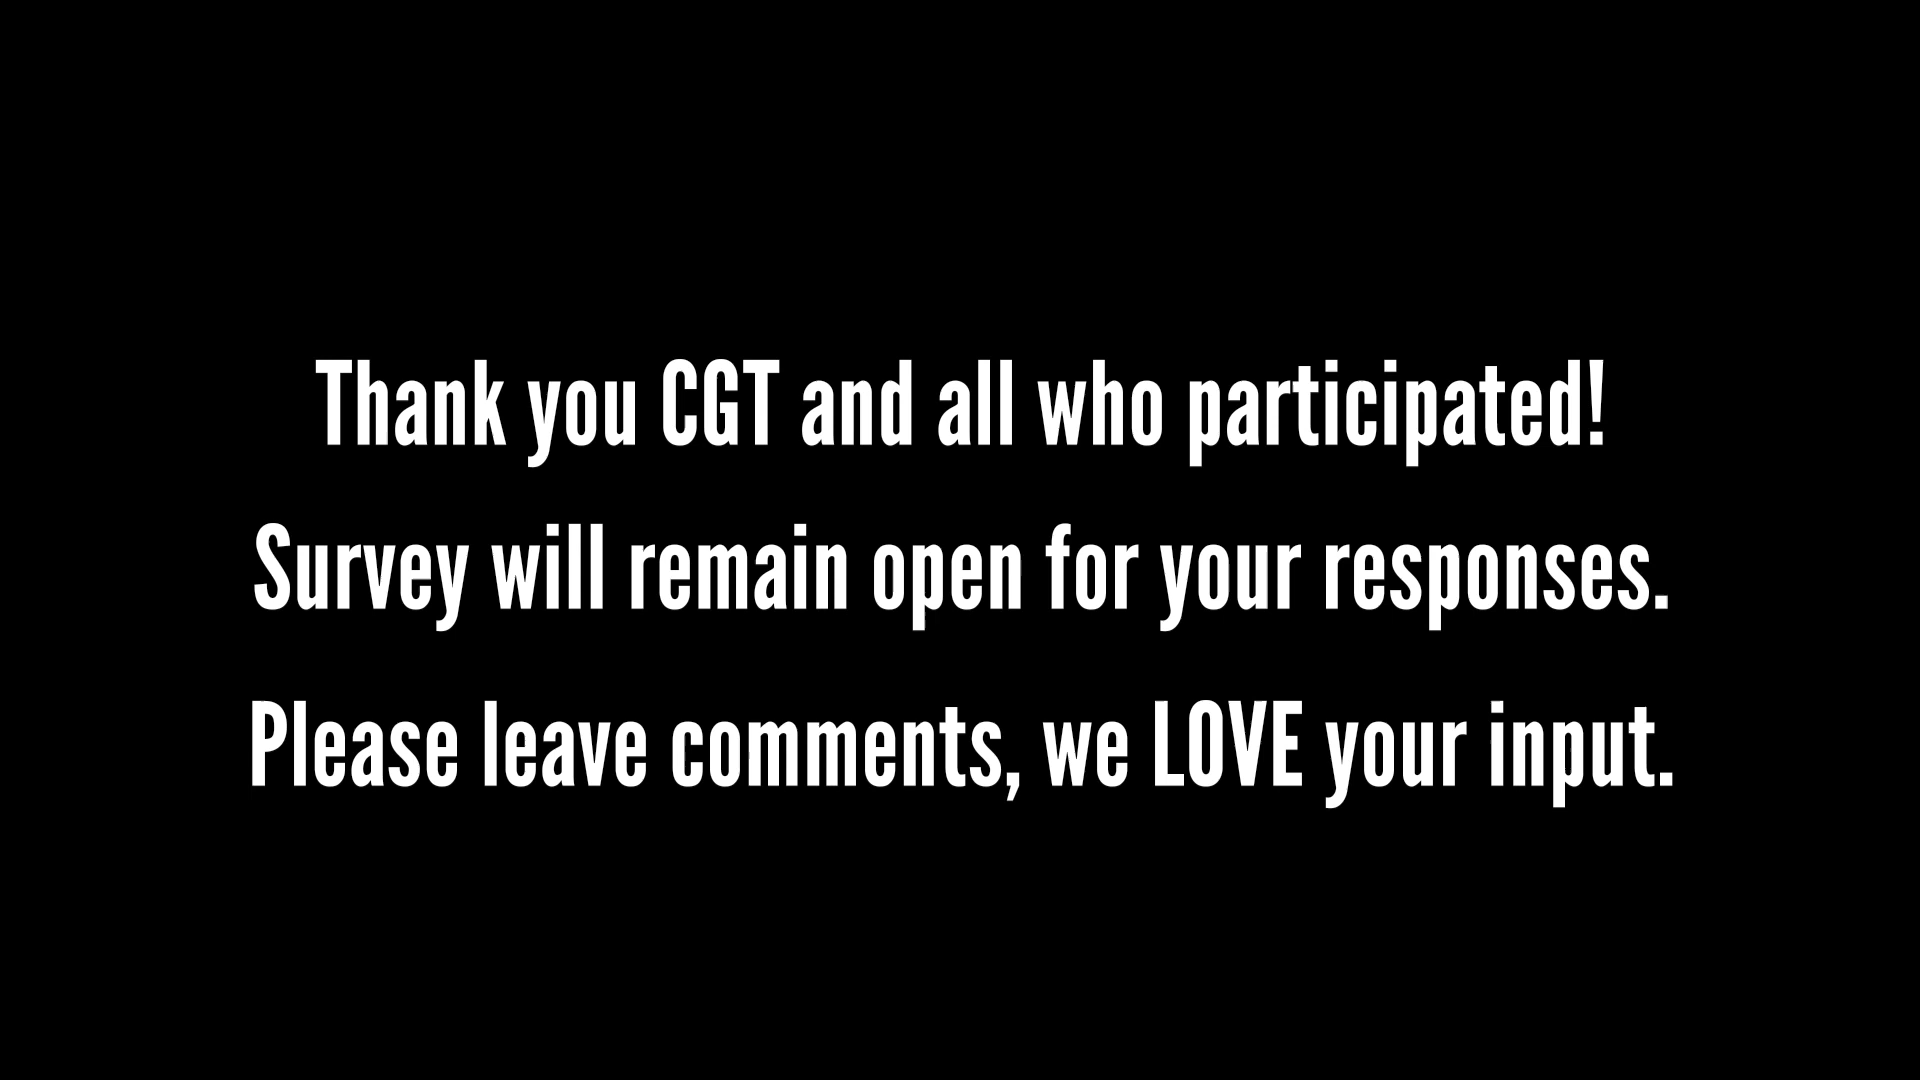 Thank you CGT and all who participated!
Survey will remain open for your responses.
Please leave comments, we LOVE your input.